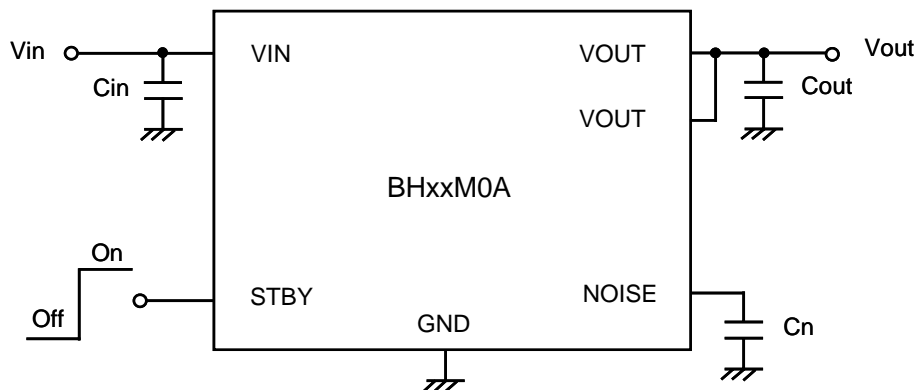 Vin
VIN
VOUT
Vout
Cin
Cout
VOUT
BHxxM0A
On
Off
STBY
NOISE
GND
Cn